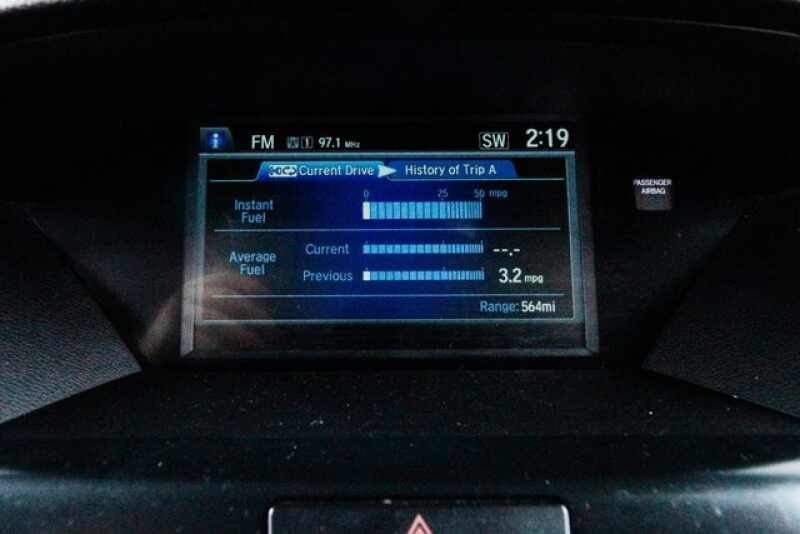 FM 1 97.1 MHz SW 2:19
Current Drive History of Trip A
0 25 50 mpg
Instant
Fuel
Average
Fuel
Current --.-
Previous 3.2 mpg
Range: 564mi
PASSENGER
AIRBAG